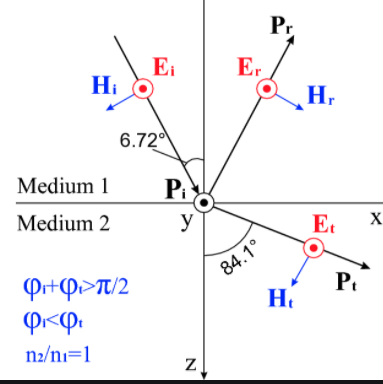 Pr
Ei
Er
Hi
Hr
6.72°
Pi
Medium 1
Medium 2
y
x
Et
84.1°
Pt
φi+φt>π/2
Ht
φi<φt
n2/n1=1
z